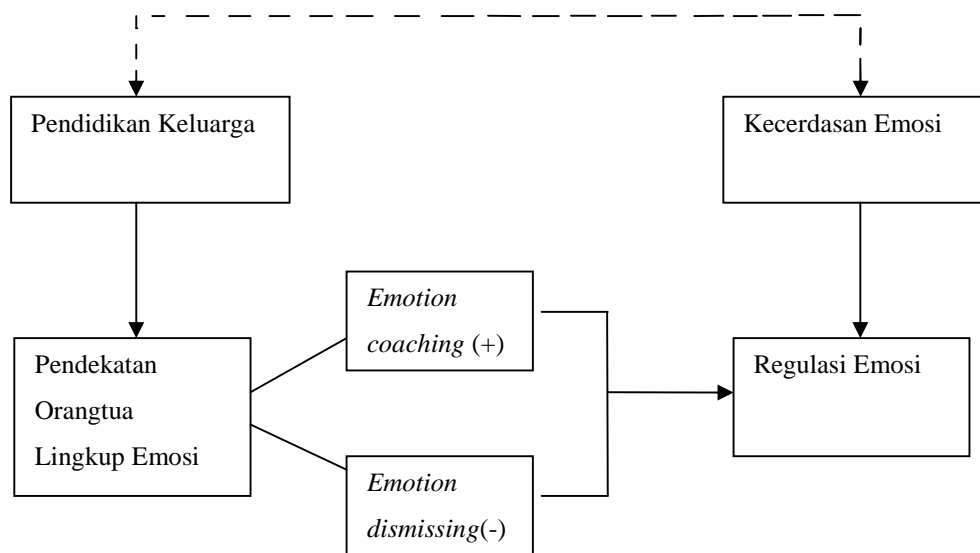 Pendidikan Keluarga
Kecerdasan Emosi
Emotion
coaching (+)
Pendekatan
Orangtua
Lingkup Emosi
Regulasi Emosi
Emotion
dismissing(-)